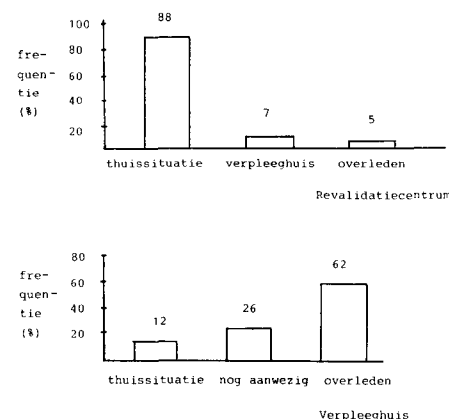 88
100
80
fre-
quen-
60
tie
40
(%)
7
5
20
thuissituatie verpleeghuis overleden
Revalidatiecentrum
80
62
fre-
60
quen-
40
26
tie
12
(%)
20
thuissituatie nog aanwezig overleden
Verpleeghuis